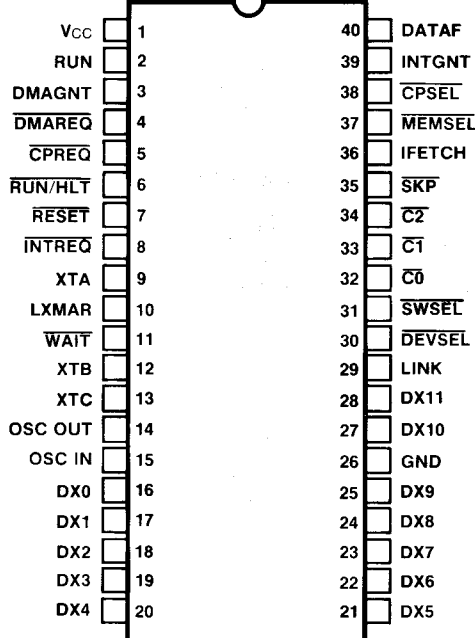 VCC 1 40 DATAF
RUN 2 39 INTGNT
DMAGNT 3 38 CPSEL
DMAREQ 4 37 MEMSEL
CPREQ 5 36 IFETCH
RUN/HLT 6 35 SKP
RESET 7 34 C2
INTREQ 8 33 C1
XTA 9 32 C0
LXMAR 10 31 SWSEL
WAIT 11 30 DEVSEL
XTB 12 29 LINK
XTC 13 28 DX11
OSC OUT 14 27 DX10
OSC IN 15 26 GND
DX0 16 25 DX9
DX1 17 24 DX8
DX2 18 23 DX7
DX3 19 22 DX6
DX4 20 21 DX5